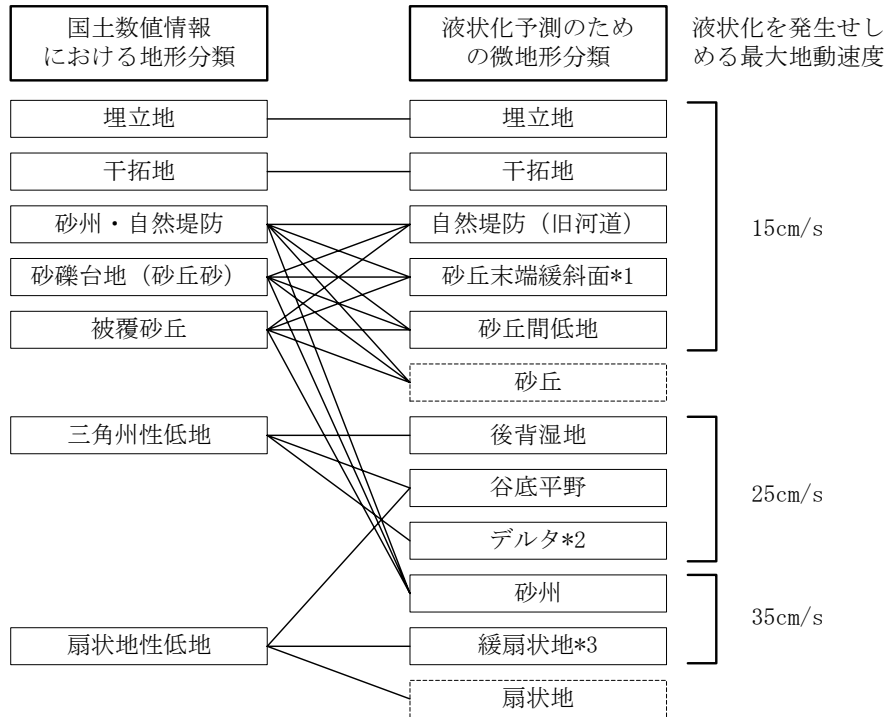 国土数値情報
における地形分類
液状化予測のため
の微地形分類
液状化を発生せし
める最大地動速度
埋立地
埋立地
干拓地
干拓地
砂州・自然堤防
自然堤防（旧河道）
15cm/s
砂礫台地（砂丘砂）
砂丘末端緩斜面*1
被覆砂丘
砂丘間低地
砂丘
三角州性低地
後背湿地
谷底平野
25cm/s
デルタ*2
砂州
35cm/s
扇状地性低地
緩扇状地*3
扇状地